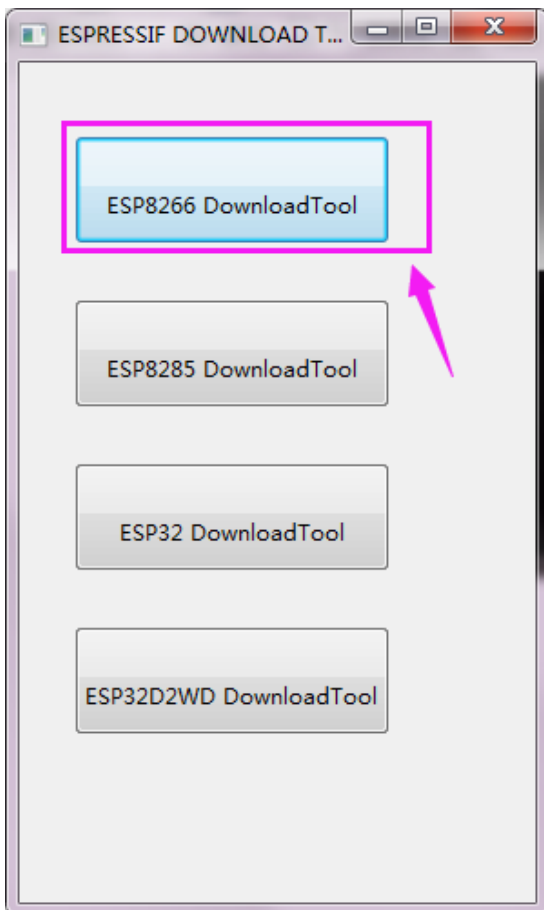 ESPRESSIF DOWNLOAD T...
ESP8266 DownloadTool
ESP8285 DownloadTool
ESP32 DownloadTool
ESP32D2WD DownloadTool